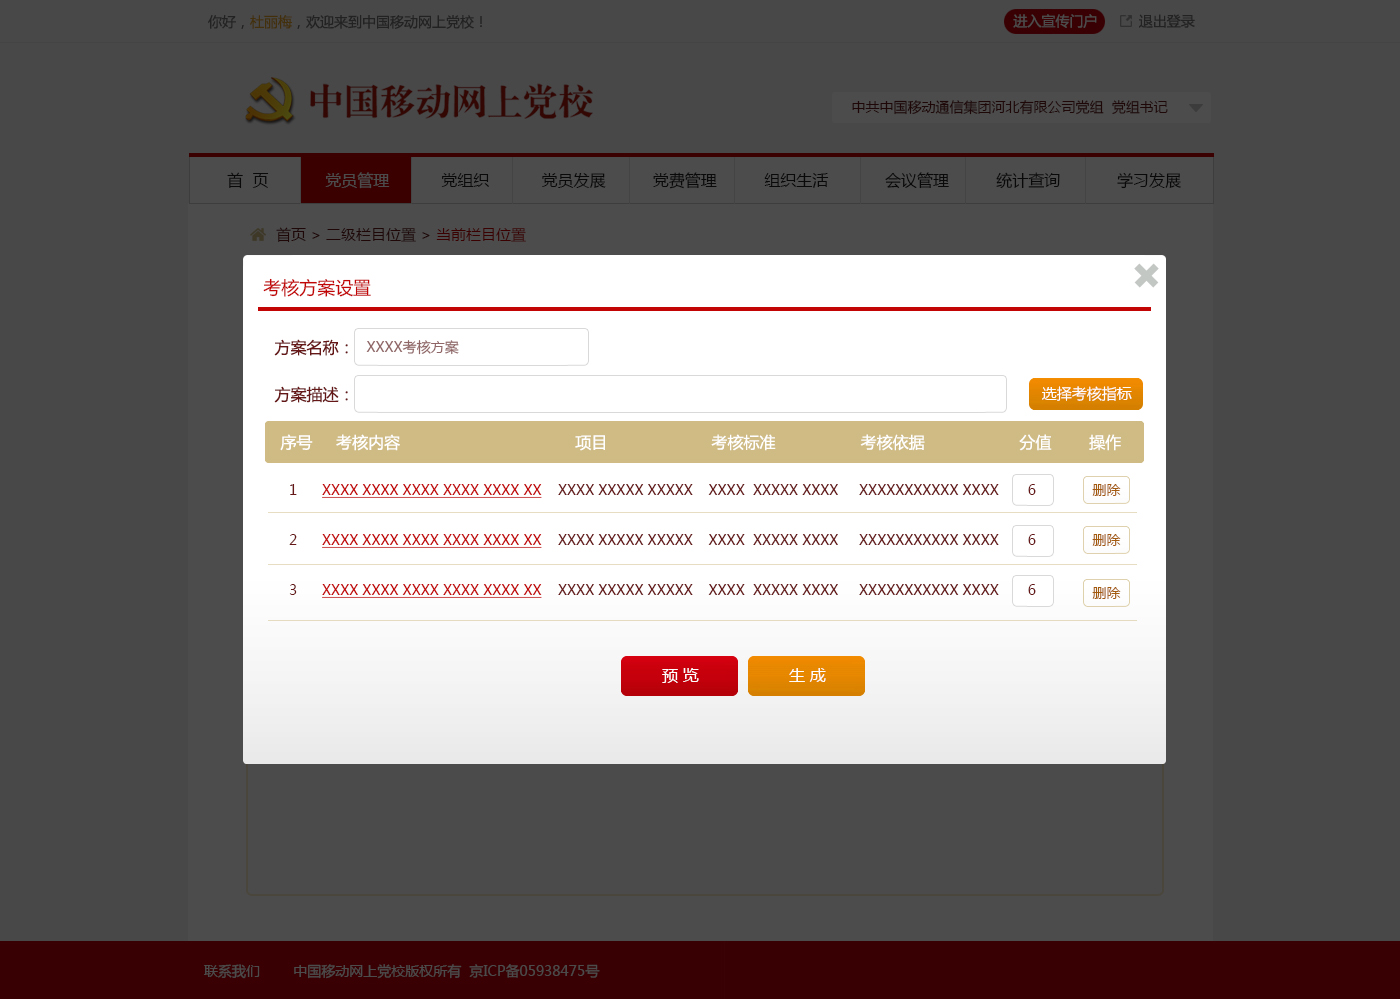 你好，杜丽梅，欢迎来到中国移动网上党校！ 进入宣传门户 退出登录
中国移动网上党校
中共中国移动通信集团河北有限公司党组 党组书记
首 页 党员管理 党组织 党员发展 党费管理 组织生活 会议管理 统计查询 学习发展
首页 > 二级栏目位置 > 当前栏目位置
考核方案设置
方案名称： XXXX考核方案
方案描述： 选择考核指标
序号 考核内容 项目 考核标准 考核依据 分值 操作
1 XXXX XXXX XXXX XXXX XXXX XX XXXX XXXXX XXXXX XXXX XXXXX XXXX XXXXXXXXXXX XXXX 6 删除
2 XXXX XXXX XXXX XXXX XXXX XX XXXX XXXXX XXXXX XXXX XXXXX XXXX XXXXXXXXXXX XXXX 6 删除
3 XXXX XXXX XXXX XXXX XXXX XX XXXX XXXXX XXXXX XXXX XXXXX XXXX XXXXXXXXXXX XXXX 6 删除
预 览 生 成
联系我们 中国移动网上党校版权所有 京ICP备05938475号